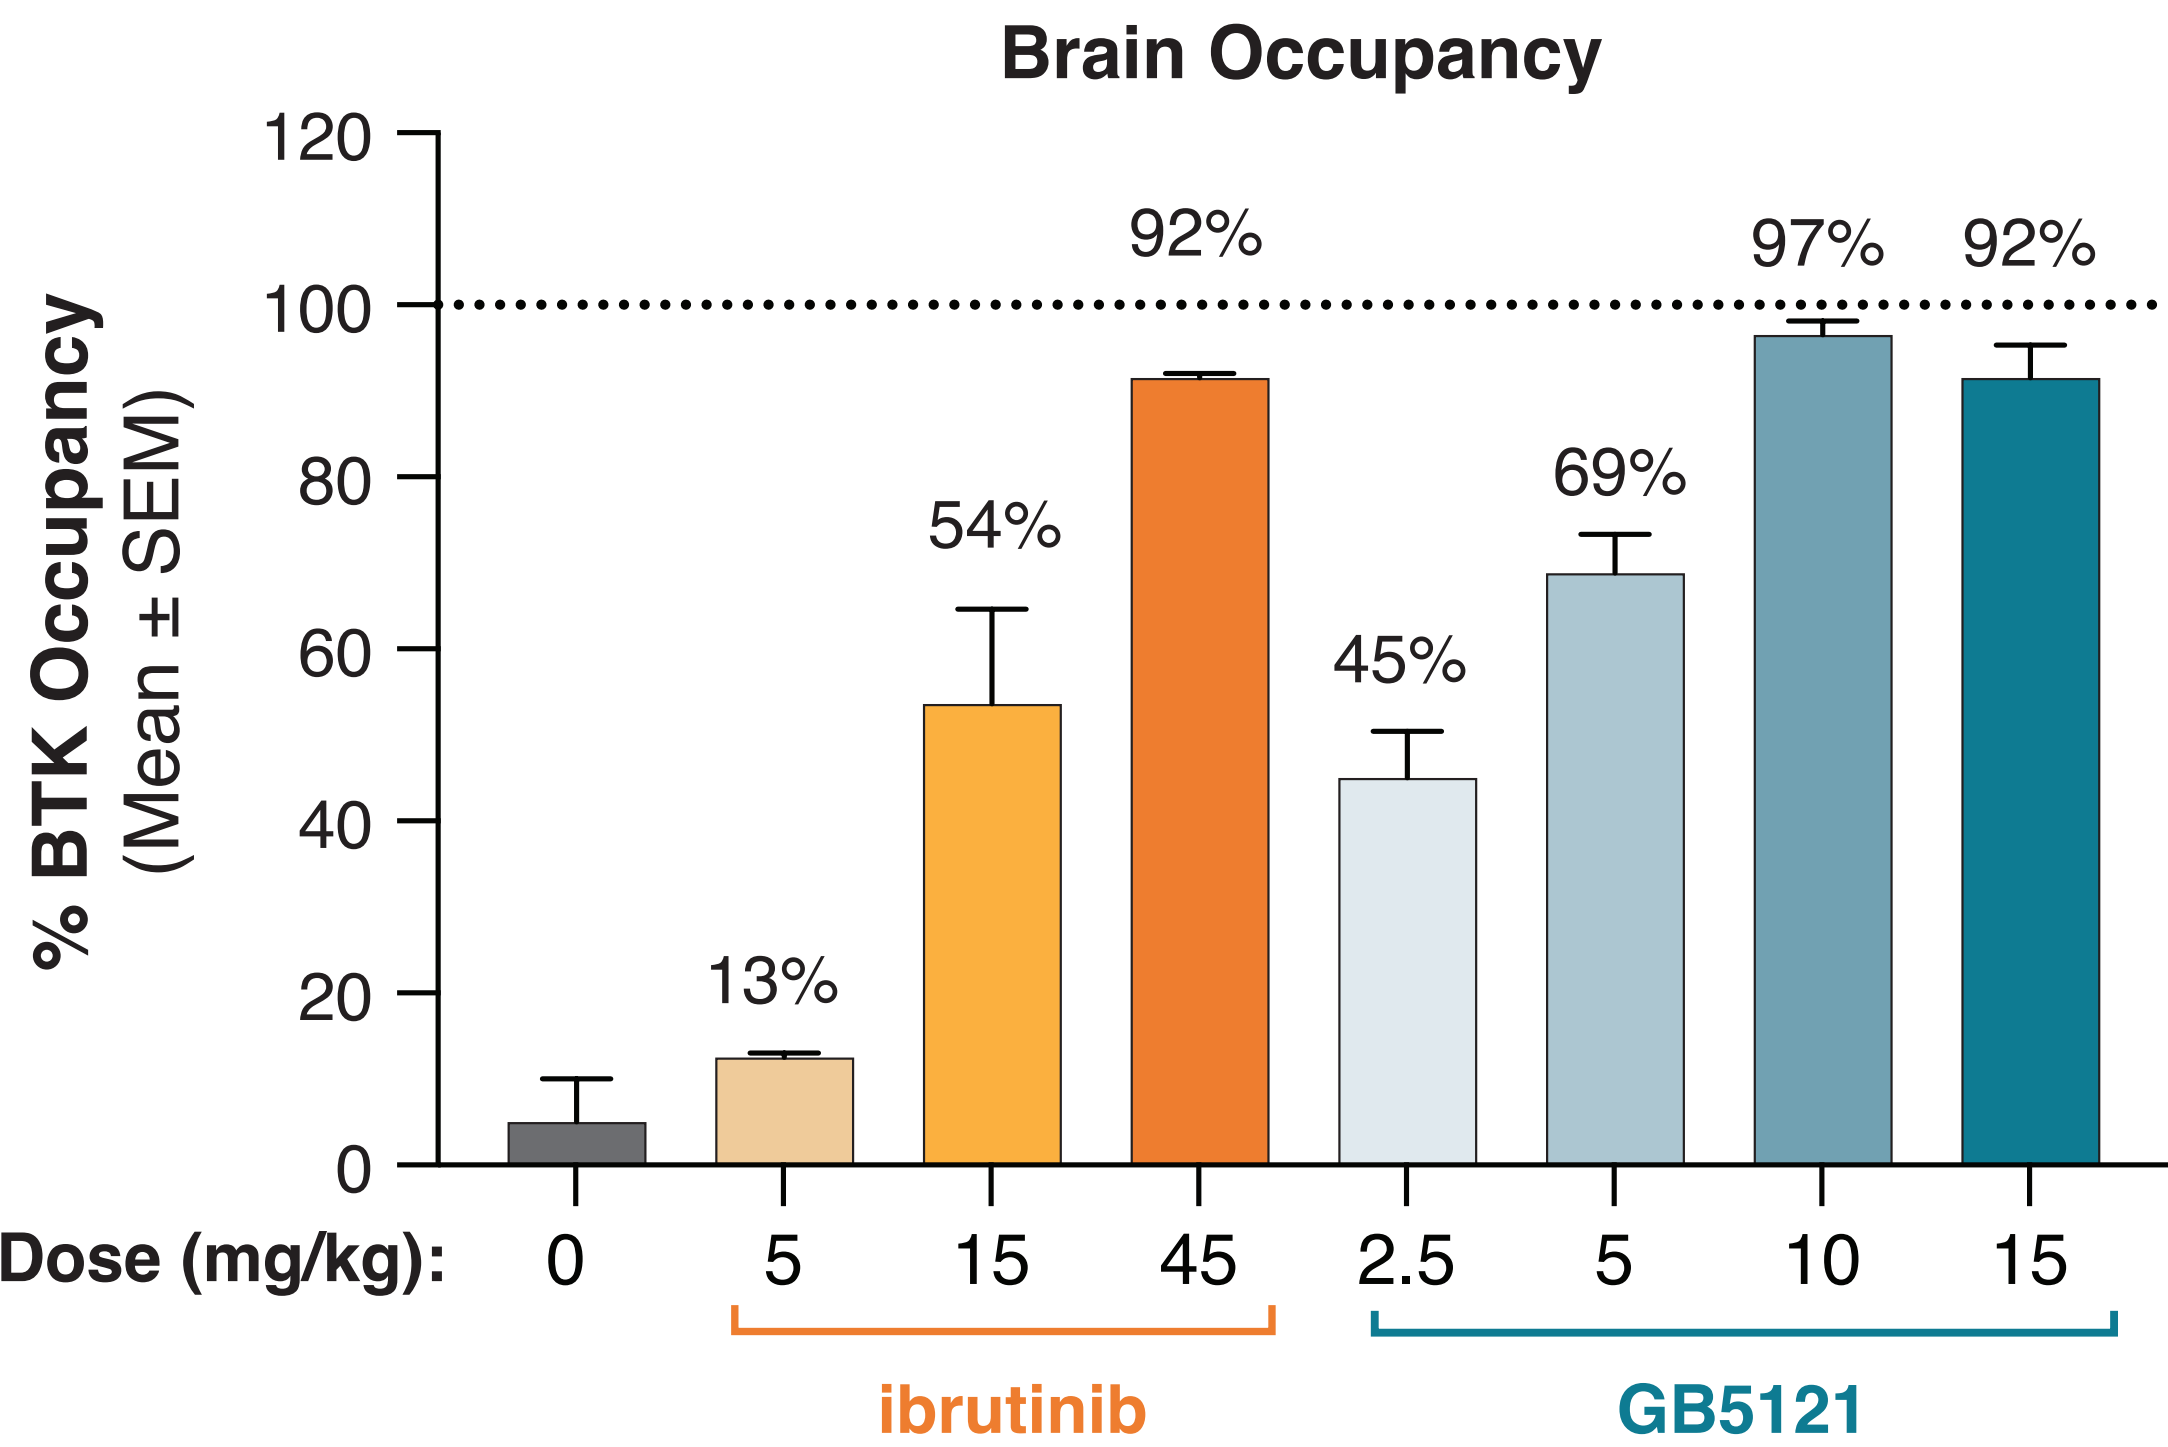 Brain Occupancy
% BTK Occupancy
(Mean ± SEM)
120
100
80
60
40
20
0
13%
54%
92%
45%
69%
97%
92%
Dose (mg/kg): 0 5 15 45 2.5 5 10 15
ibrutinib GB5121